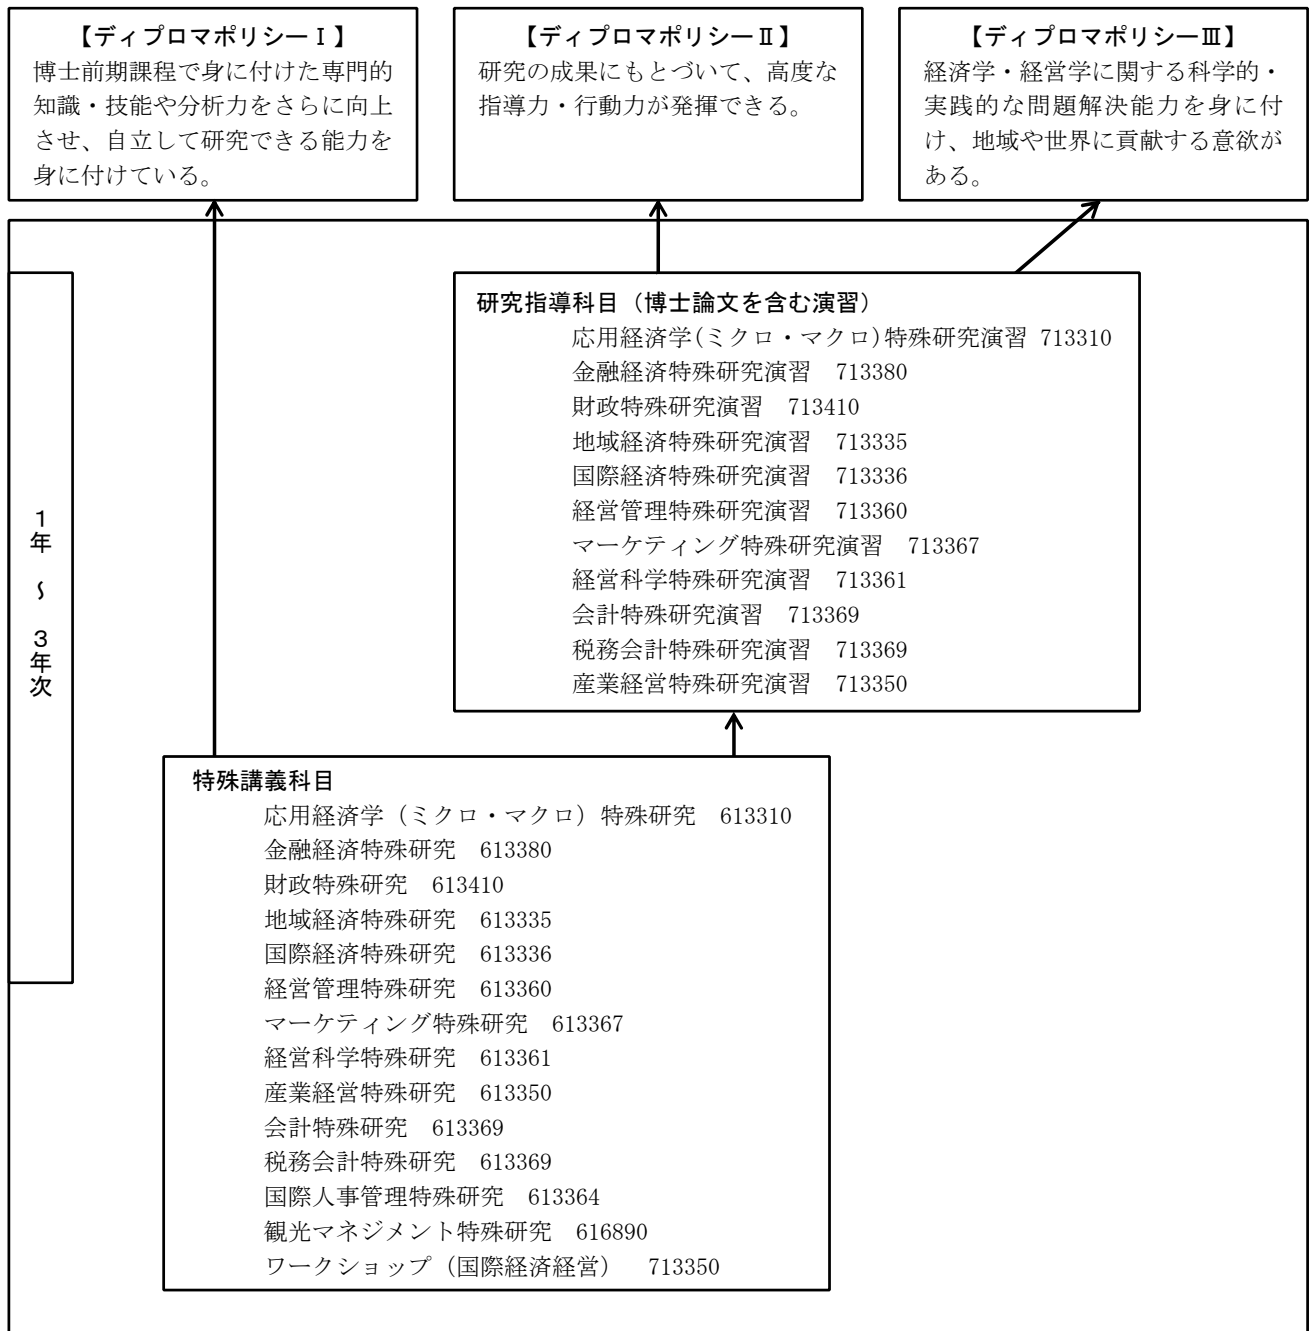 【ディプロマポリシーⅠ】
博士前期課程で身に付けた専門的
知識・技能や分析力をさらに向上
させ、自立して研究できる能力を
身に付けている。
【ディプロマポリシーⅡ】
研究の成果にもとづいて、高度な
指導力・行動力が発揮できる。
【ディプロマポリシーⅢ】
経済学・経営学に関する科学的・
実践的な問題解決能力を身に付
け、地域や世界に貢献する意欲が
ある。
1年 ~ 3年次
研究指導科目（博士論文を含む演習）
応用経済学(ミクロ・マクロ)特殊研究演習 713310
金融経済特殊研究演習　713380
財政特殊研究演習　713410
地域経済特殊研究演習　713335
国際経済特殊研究演習　713336
経営管理特殊研究演習　713360
マーケティング特殊研究演習　713367
経営科学特殊研究演習　713361
会計特殊研究演習　713369
税務会計特殊研究演習　713369
産業経営特殊研究演習　713350
特殊講義科目
応用経済学（ミクロ・マクロ）特殊研究　613310
金融経済特殊研究　613380
財政特殊研究　613410
地域経済特殊研究　613335
国際経済特殊研究　613336
経営管理特殊研究　613360
マーケティング特殊研究　613367
経営科学特殊研究　613361
産業経営特殊研究　613350
会計特殊研究　613369
税務会計特殊研究　613369
国際人事管理特殊研究　613364
観光マネジメント特殊研究　616890
ワークショップ（国際経済経営）　713350